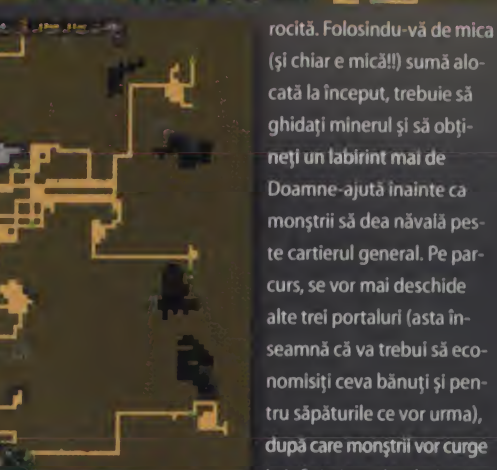 rocită. Folosindu-vă de mica
(și chiar e mică!!) sumă alo-
cată la început, trebuie să
ghidați minerul și să obți-
neți un labirint mai de
Doamne-ajută înainte ca
monștrii să dea năvală pes-
te cartierul general. Pe par-
curs, se vor mai deschide
alte trei portaluri (asta în-
seamnă că va trebui să eco-
nomisiți ceva bănuți și pen-
tru săpăturile ce vor urma),
după care monștrii vor curge